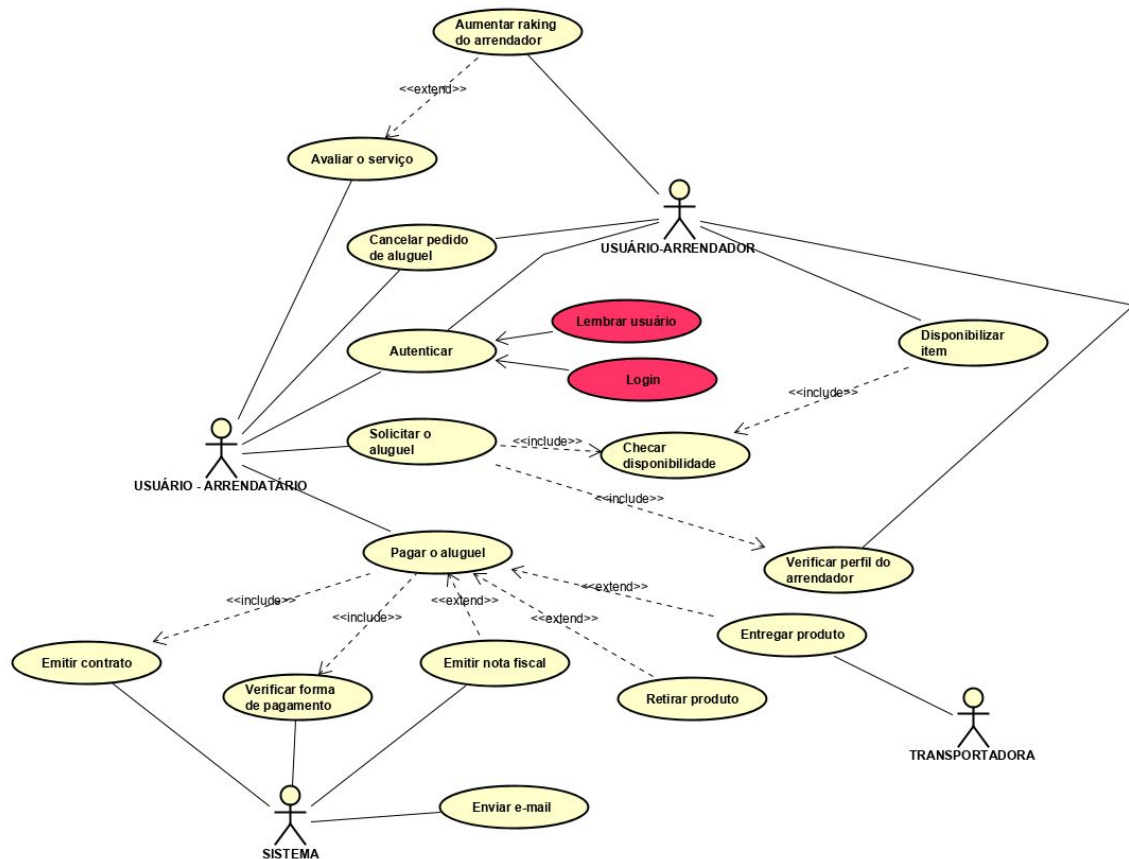 Aumentar raking
do arrendador
<<extend>>
Avaliar o serviço
USUÁRIO-ARRENDADOR
Cancelar pedido
de aluguel
Lembrar usuário
Autenticar
Disponibilizar
item
Login
<<include>>
Solicitar o
aluguel
<<include>>
Checar
disponibilidade
USUÁRIO - ARRENDATÁRIO
<<include>>
Pagar o aluguel
Verificar perfil do
arrendador
<<extend>>
<<include>>
<<include>>
<<extend>>
<<extend>>
Entregar produto
Emitir contrato
Emitir nota fiscal
Verificar forma
de pagamento
Retirar produto
TRANSPORTADORA
Enviar e-mail
SISTEMA